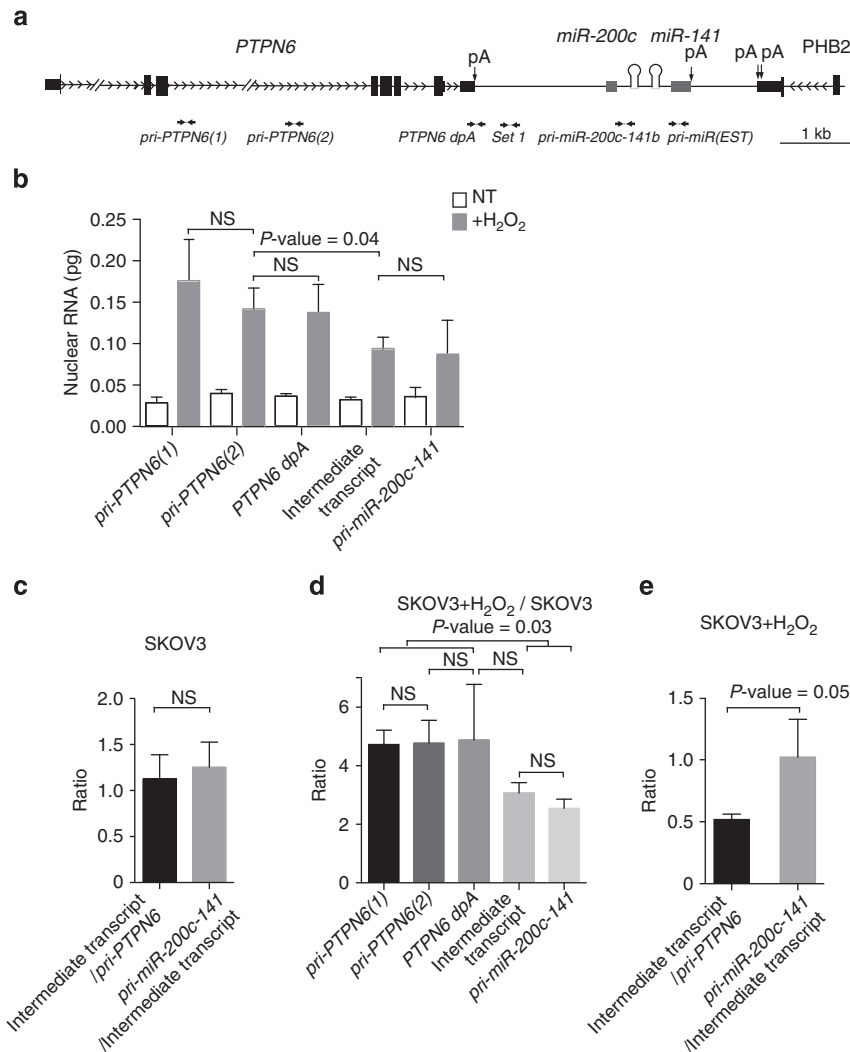 a
PTPN6
miR-200c
miR-141
pA
pA
pA pA
PHB2
pri-PTPN6(1)
pri-PTPN6(2)
PTPN6 dpA
Set 1
pri-miR-200c-141b
pri-miR(EST)
1 kb
b
NT
+H₂O₂
Nuclear RNA (pg)
0.25
0.20
0.15
0.10
0.05
0.00
NS
P-value = 0.04
NS
NS
pri-PTPN6(1)
pri-PTPN6(2)
PTPN6 dpA
Intermediate
transcript
pri-miR-200c-141
c
SKOV3
Ratio
2.0
1.5
1.0
0.5
0
NS
Intermediate transcript
/pri-PTPN6
pri-miR-200c-141
/Intermediate transcript
d
SKOV3+H₂O₂ / SKOV3
P-value = 0.03
NS
NS
NS
NS
Ratio
6
4
2
0
pri-PTPN6(1)
pri-PTPN6(2)
PTPN6 dpA
Intermediate
transcript
pri-miR-200c-141
e
SKOV3+H₂O₂
P-value = 0.05
Ratio
1.5
1.0
0.5
0
Intermediate transcript
/pri-PTPN6
pri-miR-200c-141
/Intermediate transcript